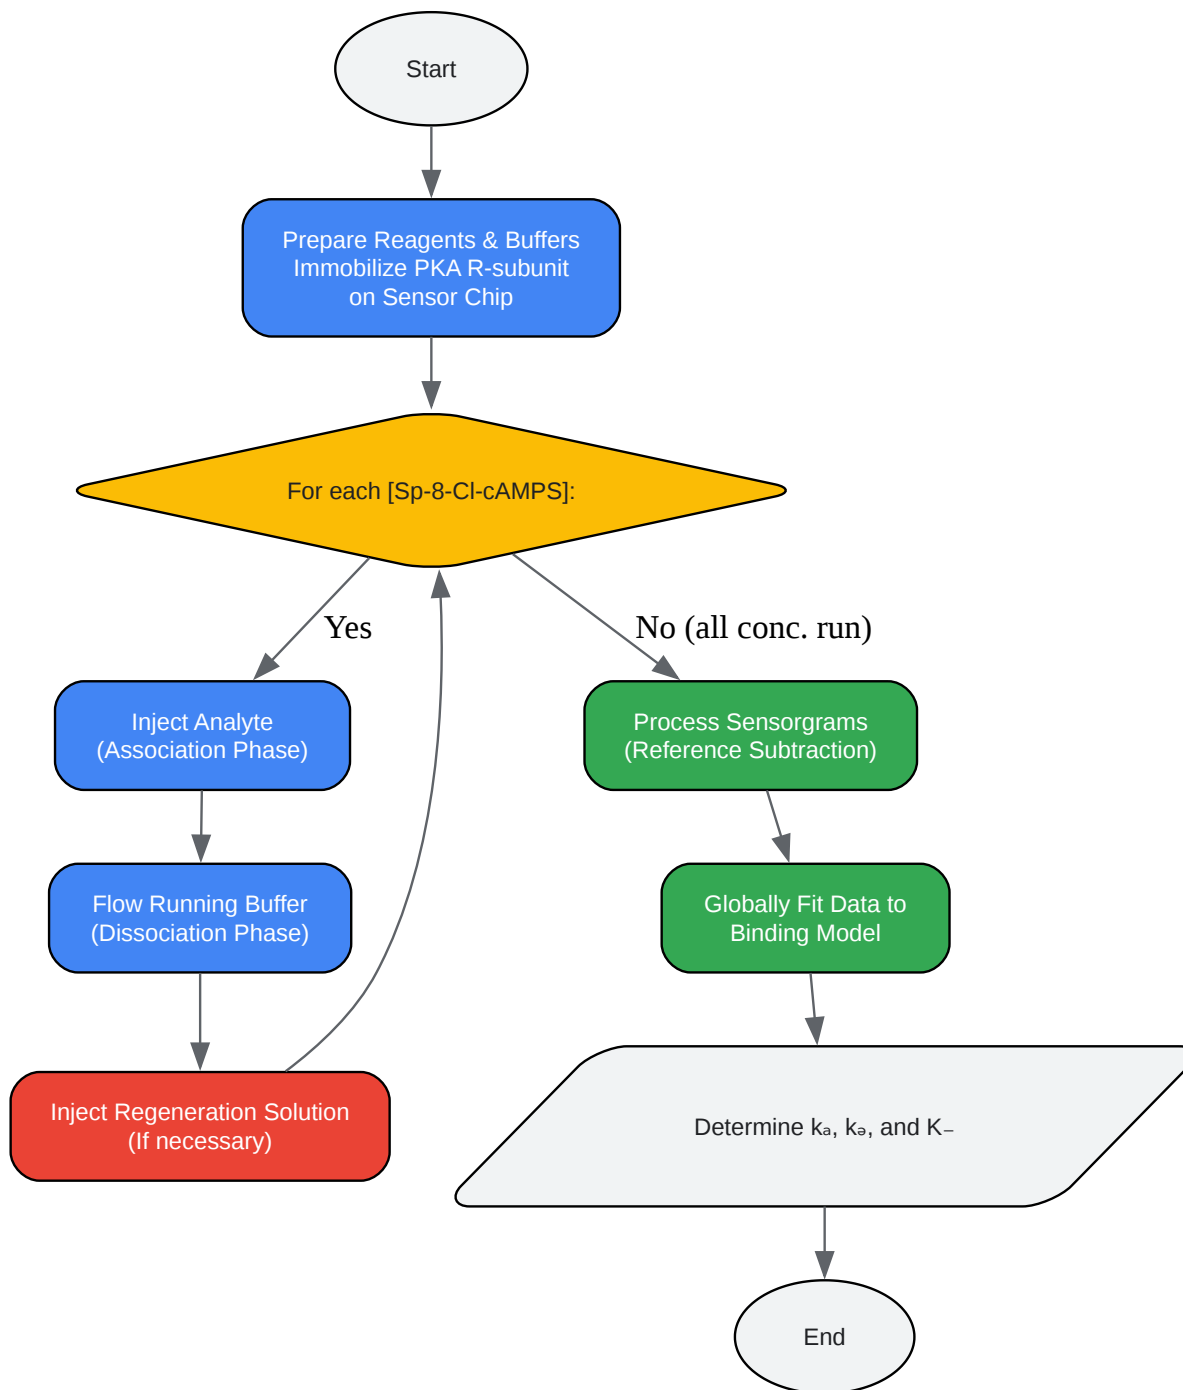 Start
Prepare Reagents & Buffers
Immobilize PKA R-subunit
on Sensor Chip
For each [Sp-8-Cl-cAMPS]:
Yes
No (all conc. run)
Inject Analyte
(Association Phase)
Process Sensorgrams
(Reference Subtraction)
Flow Running Buffer
(Dissociation Phase)
Globally Fit Data to
Binding Model
Inject Regeneration Solution
(If necessary)
Determine kₐ, kₔ, and K₋
End